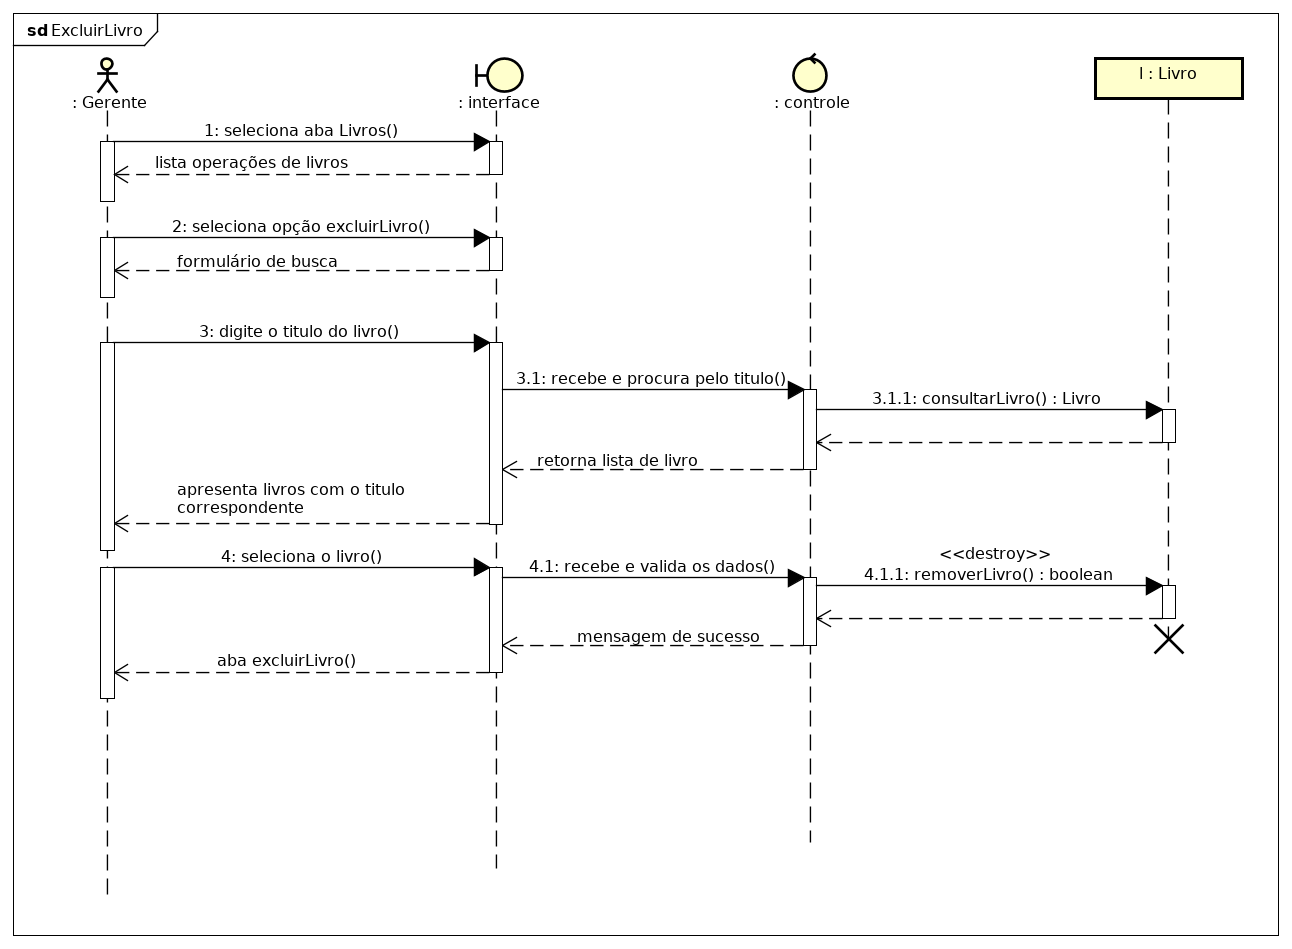 sd ExcluirLivro
: Gerente
: interface
: controle
l : Livro
1: seleciona aba Livros()
lista operações de livros
2: seleciona opção excluirLivro()
formulário de busca
3: digite o titulo do livro()
3.1: recebe e procura pelo titulo()
3.1.1: consultarLivro() : Livro
retorna lista de livro
apresenta livros com o titulo
correspondente
4: seleciona o livro()
4.1: recebe e valida os dados()
<<destroy>>
4.1.1: removerLivro() : boolean
mensagem de sucesso
aba excluirLivro()